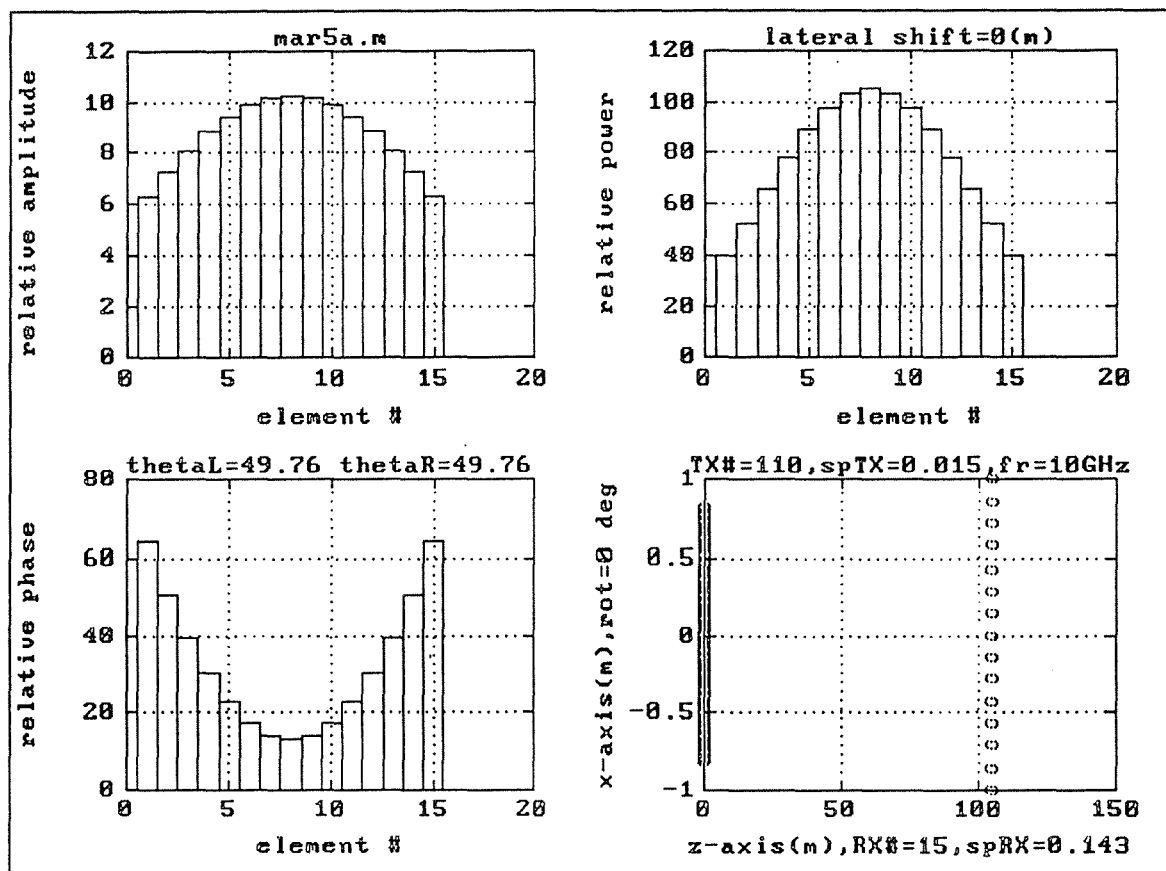 mar5a.m
relative amplitude
12
10
8
6
4
2
0
0 5 10 15 20
element #
lateral shift=0(m)
relative power
120
100
80
60
40
20
0
0 5 10 15 20
element #
thetaL=49.76 thetaR=49.76
relative phase
80
60
40
20
0
0 5 10 15 20
element #
TX#=110,spTX=0.015,fr=10GHz
x-axis(m),rot=0 deg
1
0.5
0
-0.5
-1
0 50 100 150
z-axis(m),RX#=15,spRX=0.143